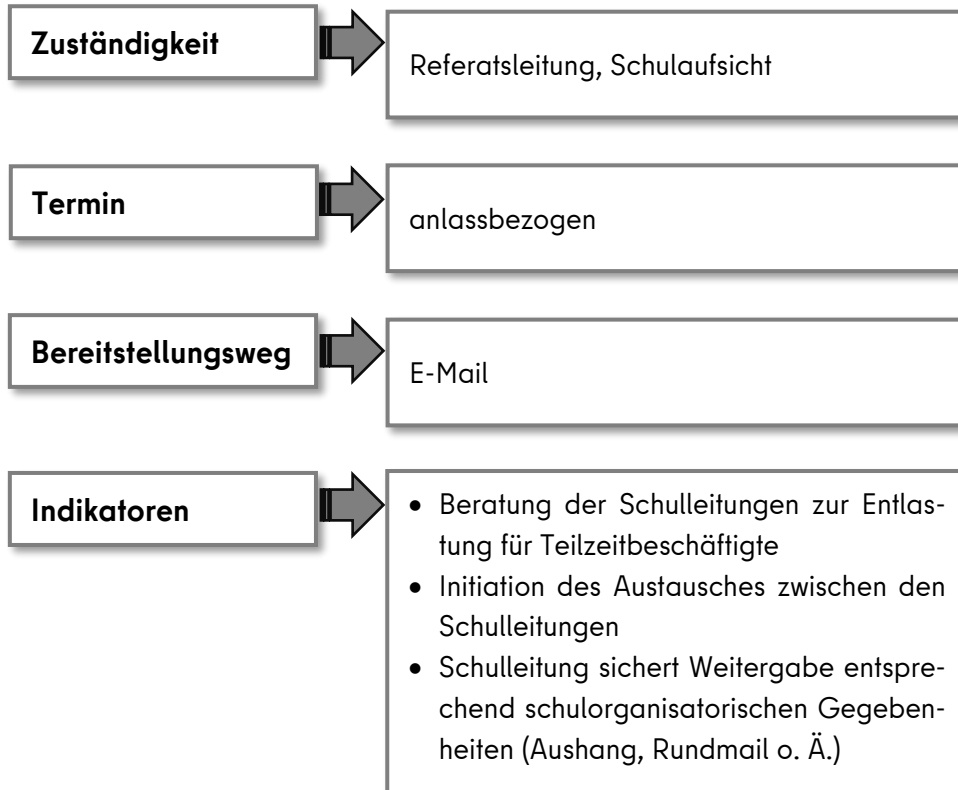 Zuständigkeit
Referatsleitung, Schulaufsicht
Termin
anlassbezogen
Bereitstellungsweg
E-Mail
Indikatoren
• Beratung der Schulleitungen zur Entlas-
tung für Teilzeitbeschäftigte
• Initiation des Austausches zwischen den
Schulleitungen
• Schulleitung sichert Weitergabe entspre-
chend schulorganisatorischen Gegeben-
heiten (Aushang, Rundmail o. Ä.)